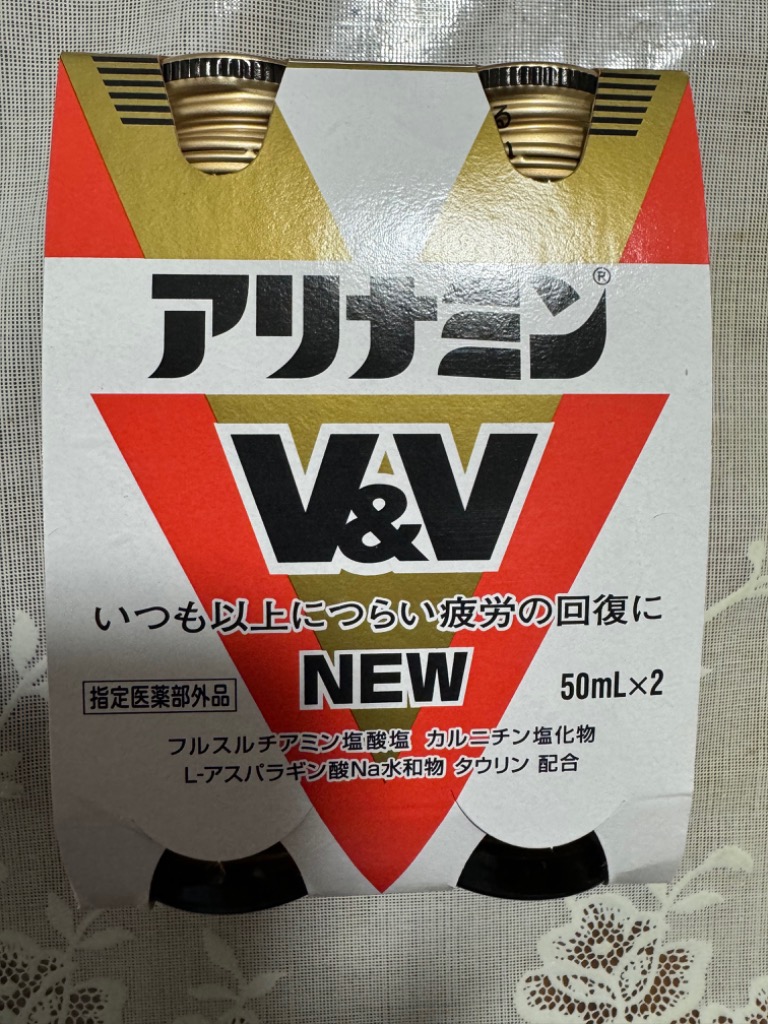 アリナミン®
V&V
いつも以上につらい疲労の回復に
NEW
指定医薬部外品
50mL×2
フルスルチアミン塩酸塩 カルニチン塩化物
L-アスパラギン酸Na水和物 タウリン 配合